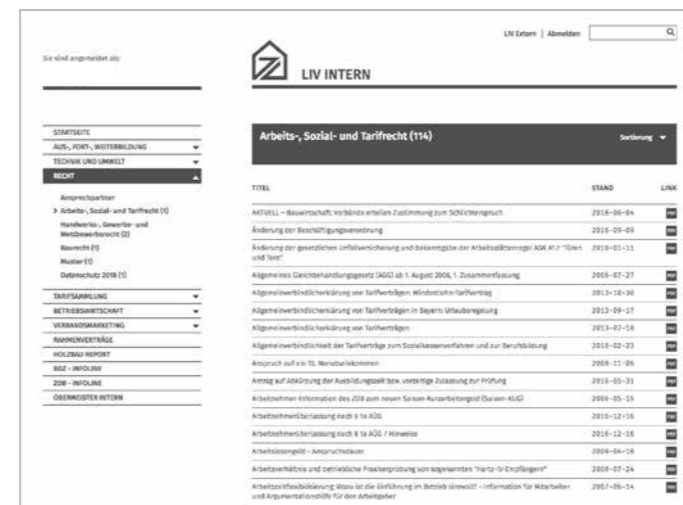 LIV Extern | Abmelden
Sie sind angemeldet als:
LIV INTERN
STARTSEITE
AUS-, FORT-, WEITERBILDUNG
TECHNIK UND UMWELT
RECHT
Ansprechpartner
> Arbeits-, Sozial- und Tarifrecht (1)
Handwerks-, Gewerbe- und
Wettbewerbsrecht (2)
Baurecht (1)
Muster (1)
Datenschutz 2018 (1)
TARIFSAMMLUNG
BETRIEBSWIRTSCHAFT
VERBANDSMARKETING
RAHMENVERTRÄGE
HOLZBAU REPORT
BDZ - INFOLINE
ZDB - INFOLINE
OBERMEISTER INTERN
Arbeits-, Sozial- und Tarifrecht (114)
Sortierung
TITEL STAND LINK
AKTUELL – Bauwirtschaft: Verbände erteilen Zustimmung zum Schlichterspruch 2018-06-04
Änderung der Beschäftigungsverordnung 2016-09-09
Änderung der gesetzlichen Unfallversicherung und Bekanntgabe der Arbeitsstättenregel ASR A1.7 "Türen 2010-01-11
und Tore"
Allgemeines Gleichbehandlungsgesetz (AGG) ab 1. August 2006, 1. Zusammenfassung 2006-07-27
Allgemeinverbindlicherklärung von Tarifverträgen: Mindestlohn-Tarifvertrag 2013-10-30
Allgemeinverbindlicherklärung von Tarifverträgen in Bayern: Urlaubsregelung 2013-09-17
Allgemeinverbindlicherklärung von Tarifverträgen 2013-02-18
Allgemeinverbindlichkeit der Tarifverträge zum Sozialkassenverfahren und zur Berufsbildung 2010-02-23
Anspruch auf ein 13. Monatseinkommen 2008-11-06
Antrag auf Abkürzung der Ausbildungszeit bzw. vorzeitige Zulassung zur Prüfung 2016-05-31
Arbeitnehmer-Information des ZDB zum neuen Saison-Kurzarbeitergeld (Saison-KUG) 2006-05-15
Arbeitnehmerüberlassung nach § 1a AÜG 2016-12-16
Arbeitnehmerüberlassung nach § 1a AÜG / Hinweise 2016-12-16
Arbeitslosengeld - Anspruchsdauer 2008-04-18
Arbeitsverhältnis und betriebliche Praxiserprobung von sogenannten "Hartz-IV-Empfängern" 2008-07-24
Arbeitszeitflexibilisierung: Wozu ist die Einführung im Betrieb sinnvoll? - Information für Mitarbeiter 2007-06-14
und Argumentationshilfe für den Arbeitgeber